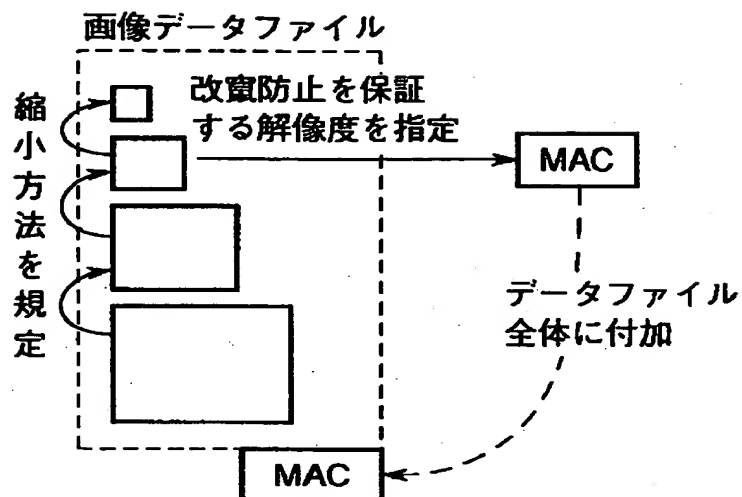 画像データファイル
縮小方法を規定
改竄防止を保証
する解像度を指定
MAC
データファイル
全体に付加
MAC